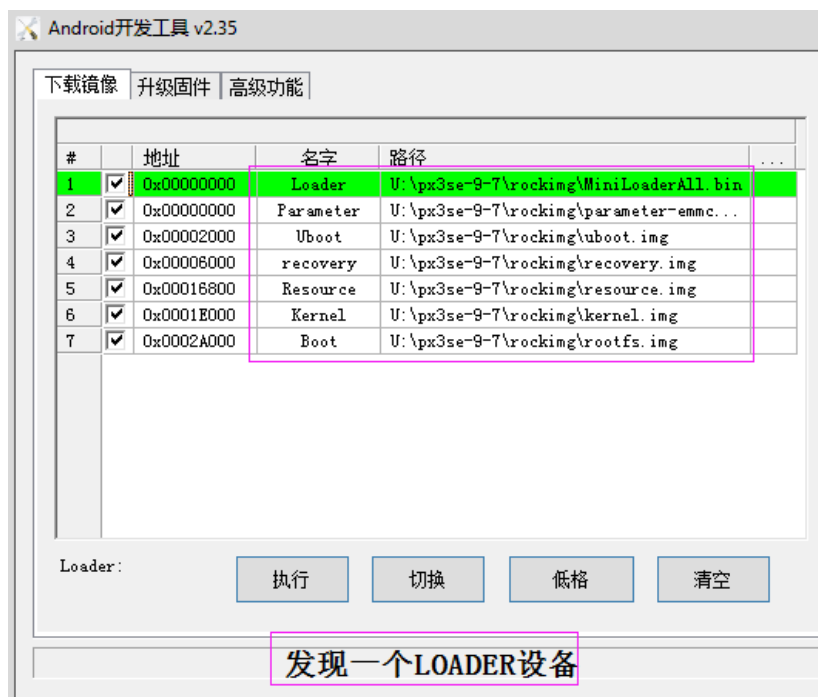 Android开发工具 v2.35
下载镜像 升级固件 高级功能
# 地址 名字 路径 ...
1 0x00000000 Loader U:\px3se-9-7\rockimg\MiniLoaderAll.bin
2 0x00000000 Parameter U:\px3se-9-7\rockimg\parameter-emmc...
3 0x00002000 Uboot U:\px3se-9-7\rockimg\uboot.img
4 0x00006000 recovery U:\px3se-9-7\rockimg\recovery.img
5 0x00016800 Resource U:\px3se-9-7\rockimg\resource.img
6 0x0001E000 Kernel U:\px3se-9-7\rockimg\kernel.img
7 0x0002A000 Boot U:\px3se-9-7\rockimg\rootfs.img
Loader: 执行 切换 低格 清空
发现一个LOADER设备